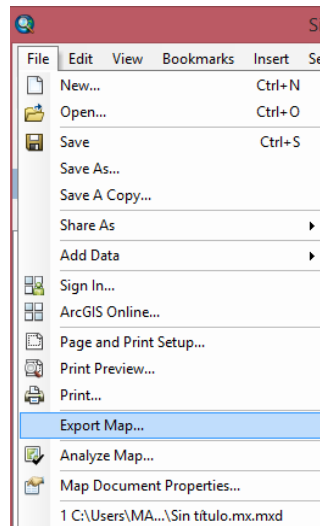 Si
File Edit View Bookmarks Insert Se
New... Ctrl+N
Open... Ctrl+O
Save Ctrl+S
Save As...
Save A Copy...
Share As
Add Data
Sign In...
ArcGIS Online...
Page and Print Setup...
Print Preview...
Print...
Export Map...
Analyze Map...
Map Document Properties...
1 C:\Users\MA...\Sin título.mx.mxd